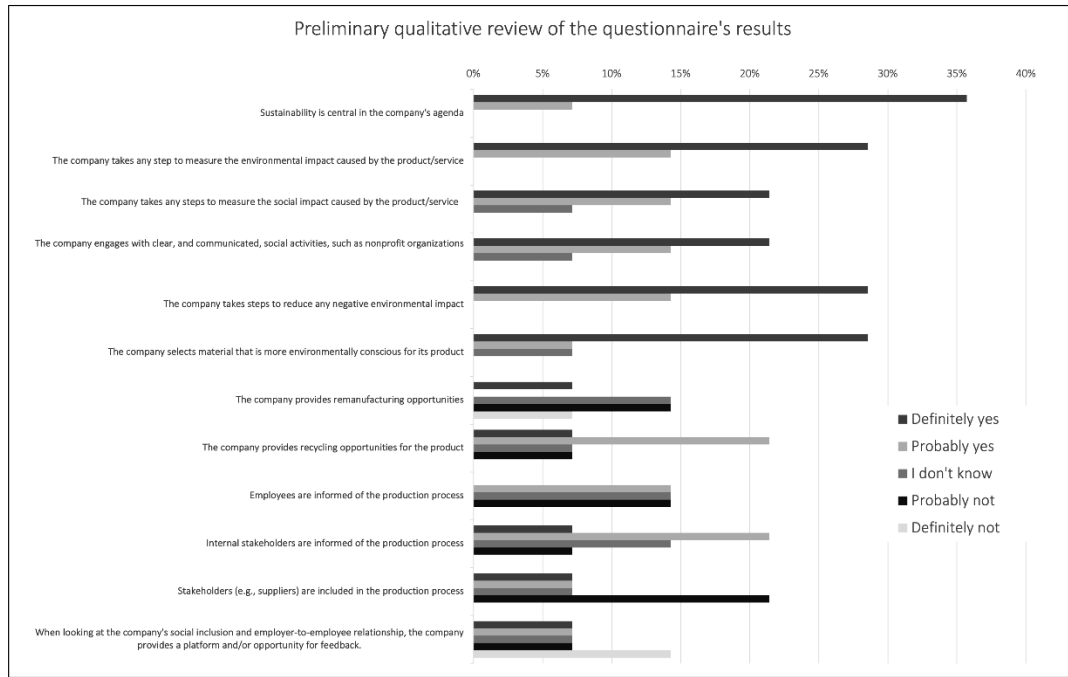 Preliminary qualitative review of the questionnaire's results
0% 5% 10% 15% 20% 25% 30% 35% 40%
Sustainability is central in the company's agenda
The company takes any step to measure the environmental impact caused by the product/service
The company takes any steps to measure the social impact caused by the product/service
The company engages with clear, and communicated, social activities, such as nonprofit organizations
The company takes steps to reduce any negative environmental impact
The company selects material that is more environmentally conscious for its product
The company provides remanufacturing opportunities
The company provides recycling opportunities for the product
Employees are informed of the production process
Internal stakeholders are informed of the production process
Stakeholders (e.g., suppliers) are included in the production process
When looking at the company's social inclusion and employer-to-employee relationship, the company
provides a platform and/or opportunity for feedback.
Definitely yes
Probably yes
I don't know
Probably not
Definitely not